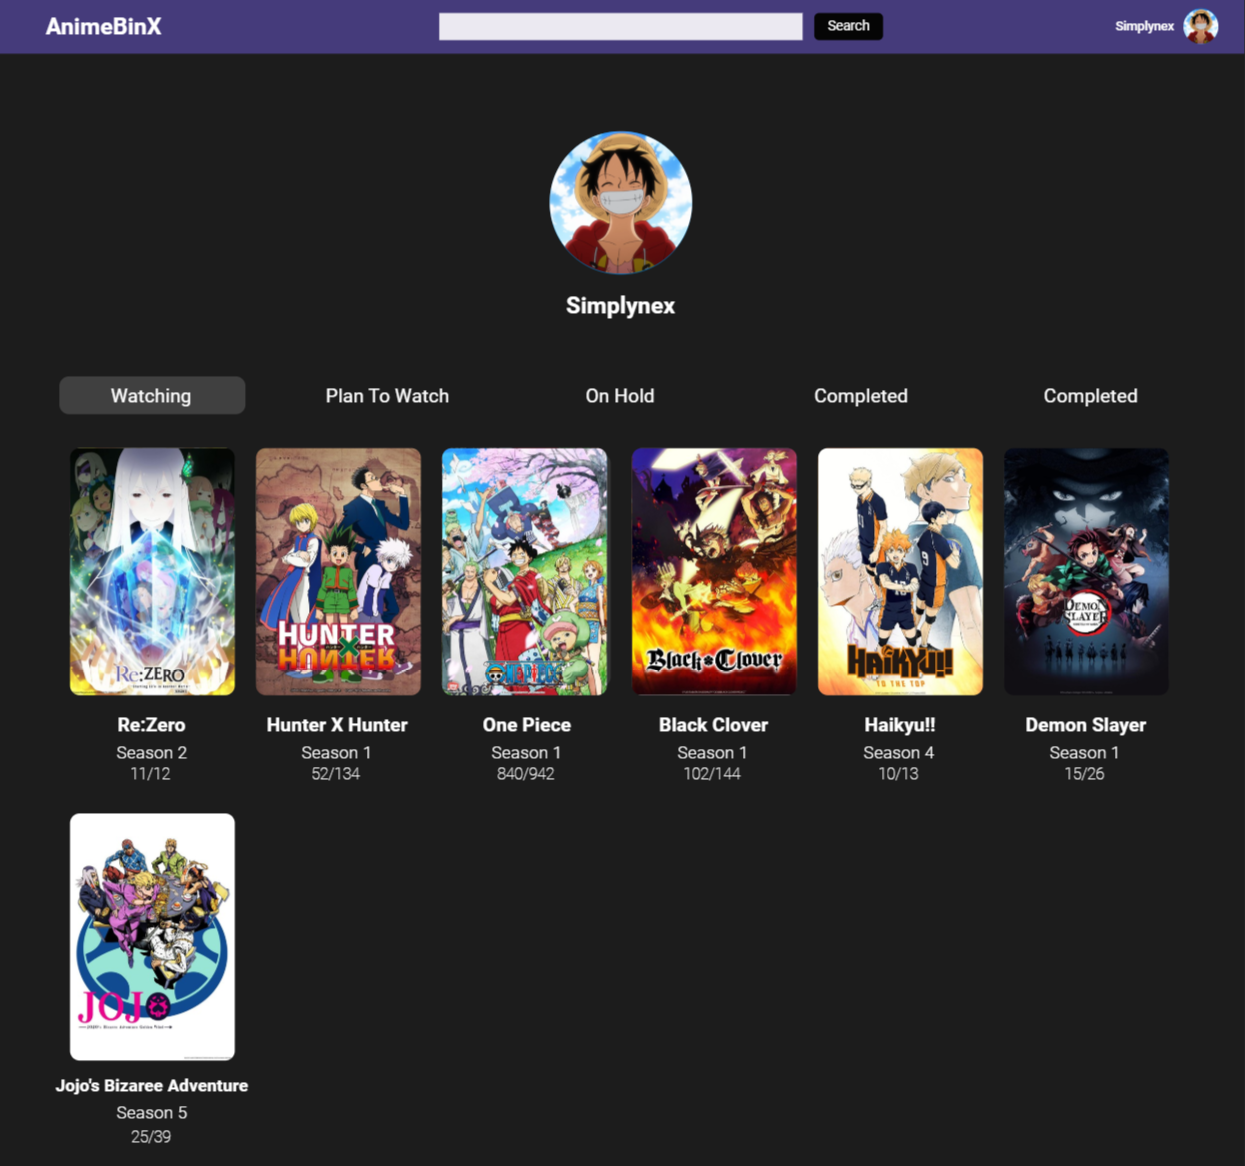 AnimeBinX
Search
Simplynex
Simplynex
Watching
Plan To Watch
On Hold
Completed
Completed
Re:ZERO
HUNTER
HUNTER
ONE PIECE
Black Clover
HAIKYU!!
TO THE TOP
DEMON
SLAYER
Re:Zero
Season 2
11/12
Hunter X Hunter
Season 1
52/134
One Piece
Season 1
840/942
Black Clover
Season 1
102/144
Haikyu!!
Season 4
10/13
Demon Slayer
Season 1
15/26
JOJO
Jojo's Bizaree Adventure
Season 5
25/39